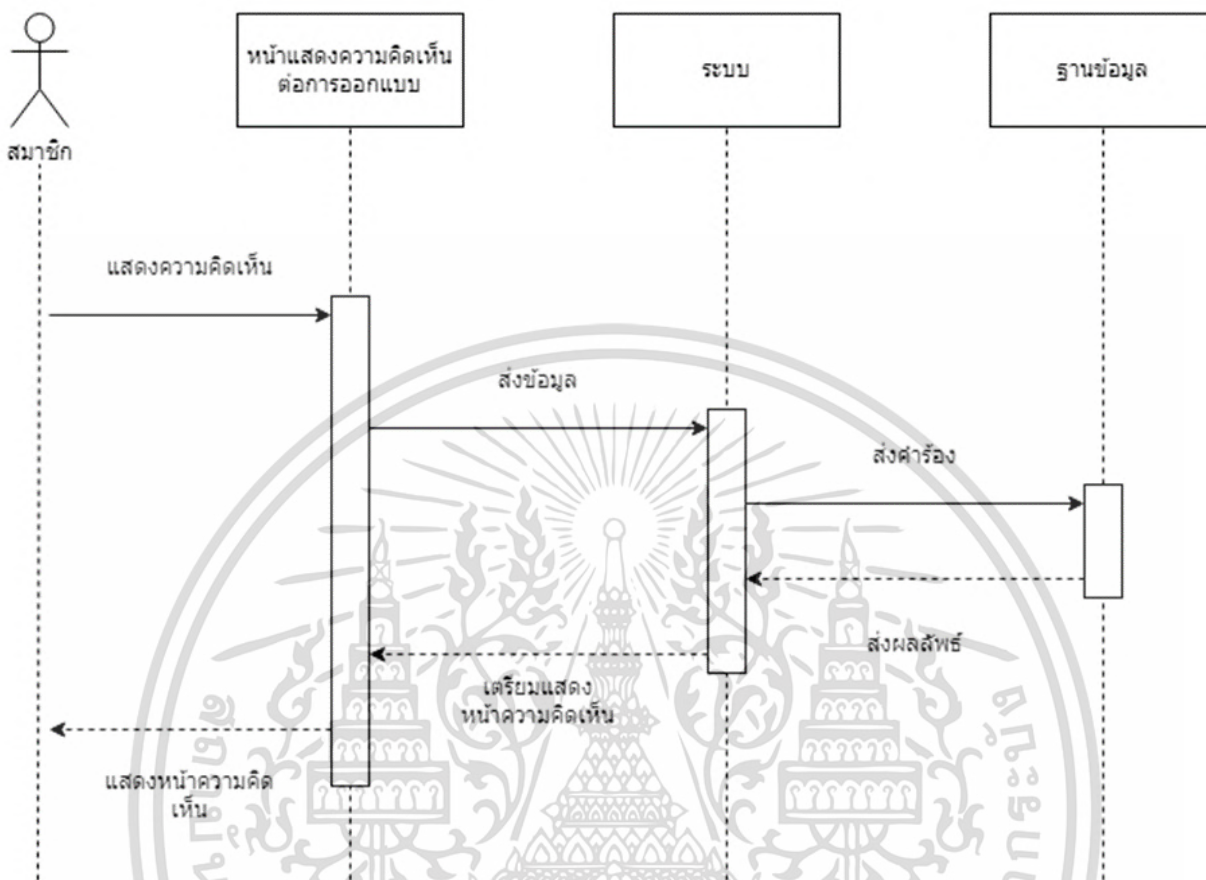 หน้าแสดงความคิดเห็น
ต่อการออกแบบ
ระบบ
ฐานข้อมูล
สมาชิก
แสดงความคิดเห็น
ส่งข้อมูล
ส่งคำร้อง
ส่งผลลัพธ์
เตรียมแสดง
หน้าความคิดเห็น
แสดงหน้าความคิด
เห็น